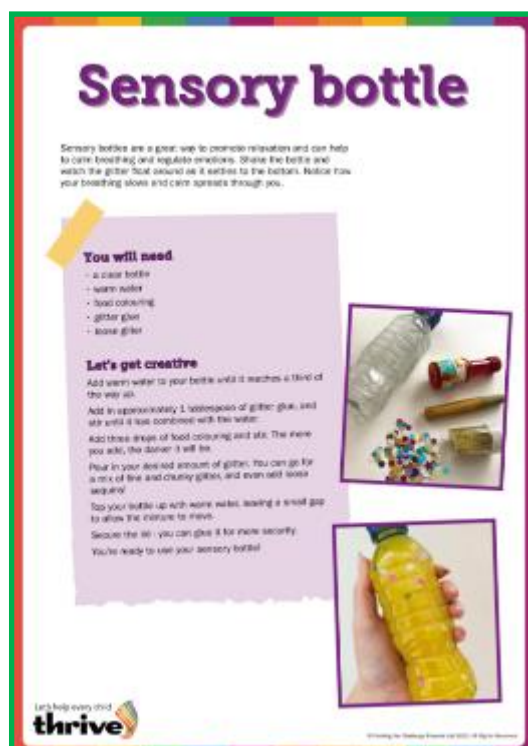 Sensory bottle
Sensory bottles are a great way to promote relaxation and can help
to calm breathing and regulate emotions. Shake the bottle and
watch the glitter float around as it settles to the bottom. Notice how
your breathing slows and calm spreads through you.
You will need
- a clear bottle
- warm water
- food colouring
- glitter glue
- loose glitter
Let's get creative
Add warm water to your bottle until it reaches a third of
the way up.
Add in approximately 1 tablespoon of glitter glue, and
stir until it has combined with the water.
Add three drops of food colouring and stir. The more
you add, the darker it will be.
Pour in your desired amount of glitter. You can go for
a mix of fine and chunky glitter, and even add loose
sequins!
Top your bottle up with warm water, leaving a small gap
to allow the mixture to move.
Secure the lid - you can glue it for more security.
You're ready to use your sensory bottle!
Let's help every child
thrive